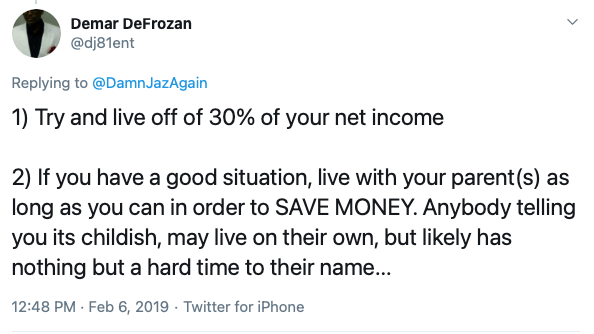 Demar DeFrozan
@dj81ent
Replying to @DamnJazAgain
1) Try and live off of 30% of your net income
2) If you have a good situation, live with your parent(s) as
long as you can in order to SAVE MONEY. Anybody telling
you its childish, may live on their own, but likely has
nothing but a hard time to their name...
12:48 PM · Feb 6, 2019 · Twitter for iPhone